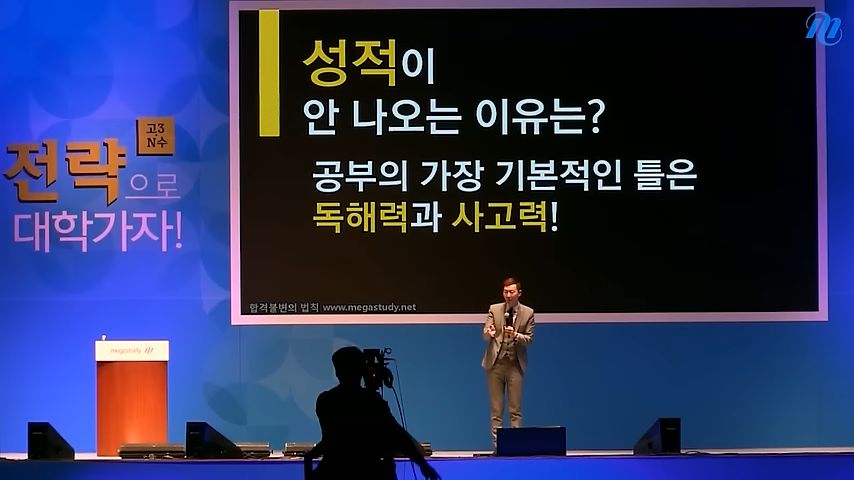 성적이
안 나오는 이유는?
공부의 가장 기본적인 틀은
독해력과 사고력!
합격불변의 법칙 www.megastudy.net
고3
N수
전략으로
대학가자!
megastudy